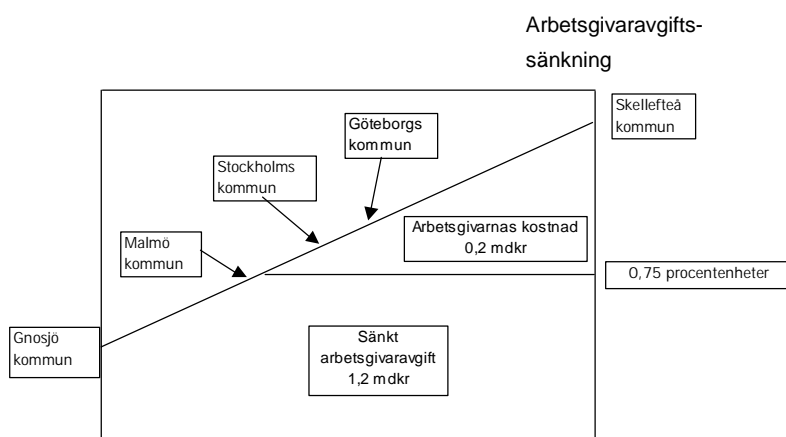 Arbetsgivaravgifts-
sänkning
Skellefteå
kommun
Göteborgs
kommun
Stockholms
kommun
Arbetsgivarnas kostnad
0,2 mdkr
Malmö
kommun
0,75 procentenheter
Gnosjö
kommun
Sänkt
arbetsgivaravgift
1,2 mdkr